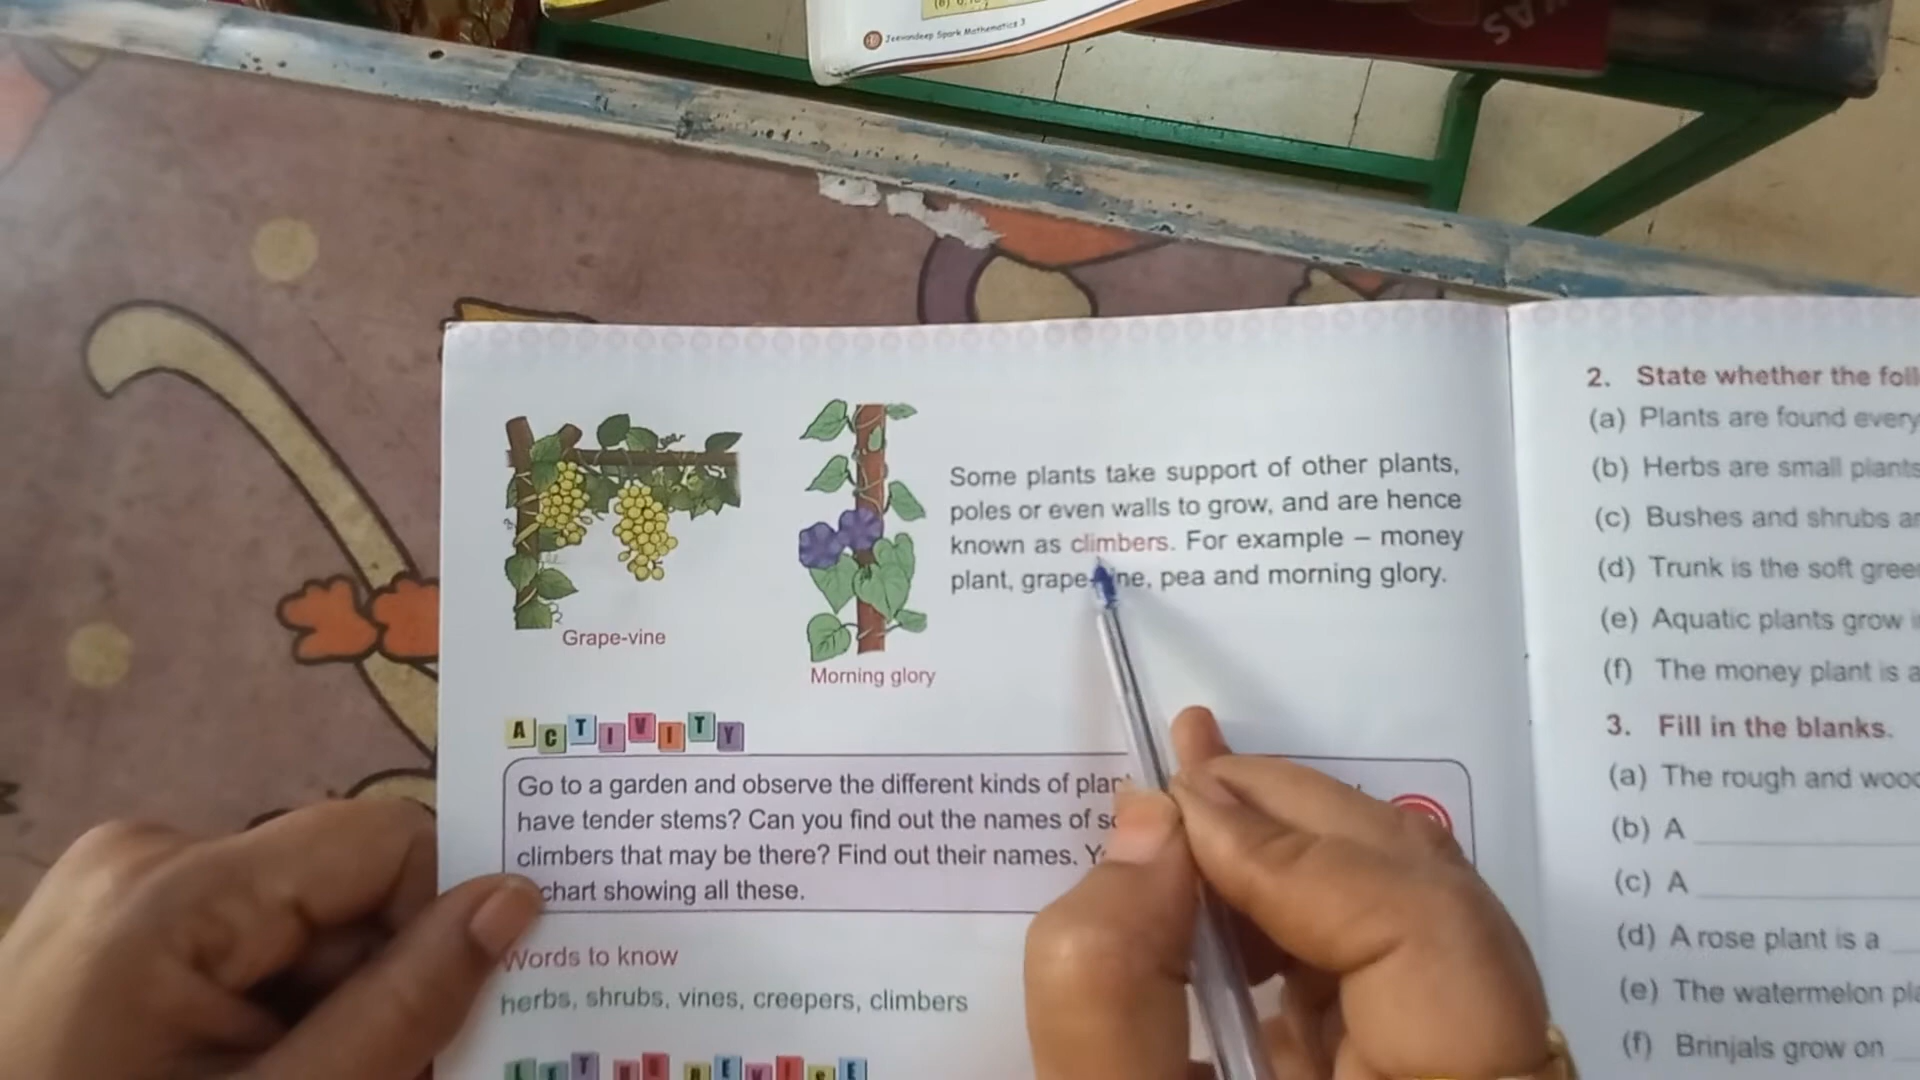 Jeevandeep Spark Mathematics 3
Grape-vine
Morning glory
Some plants take support of other plants,
poles or even walls to grow, and are hence
known as climbers. For example – money
plant, grape-vine, pea and morning glory.
ACTIVITY
Go to a garden and observe the different kinds of
have tender stems? Can you find out the names of
climbers that may be there? Find out their names.
chart showing all these.
Words to know
herbs, shrubs, vines, creepers, climbers
2. State whether the
(a) Plants are found
(b) Herbs are small plants
(c) Bushes and shrubs
(d) Trunk is the soft
(e) Aquatic plants grow
(f) The money plant is a
3. Fill in the blanks.
(a) The rough and
(b) A
(c) A
(d) A rose plant is a
(e) The watermelon
(f) Brinjals grow on